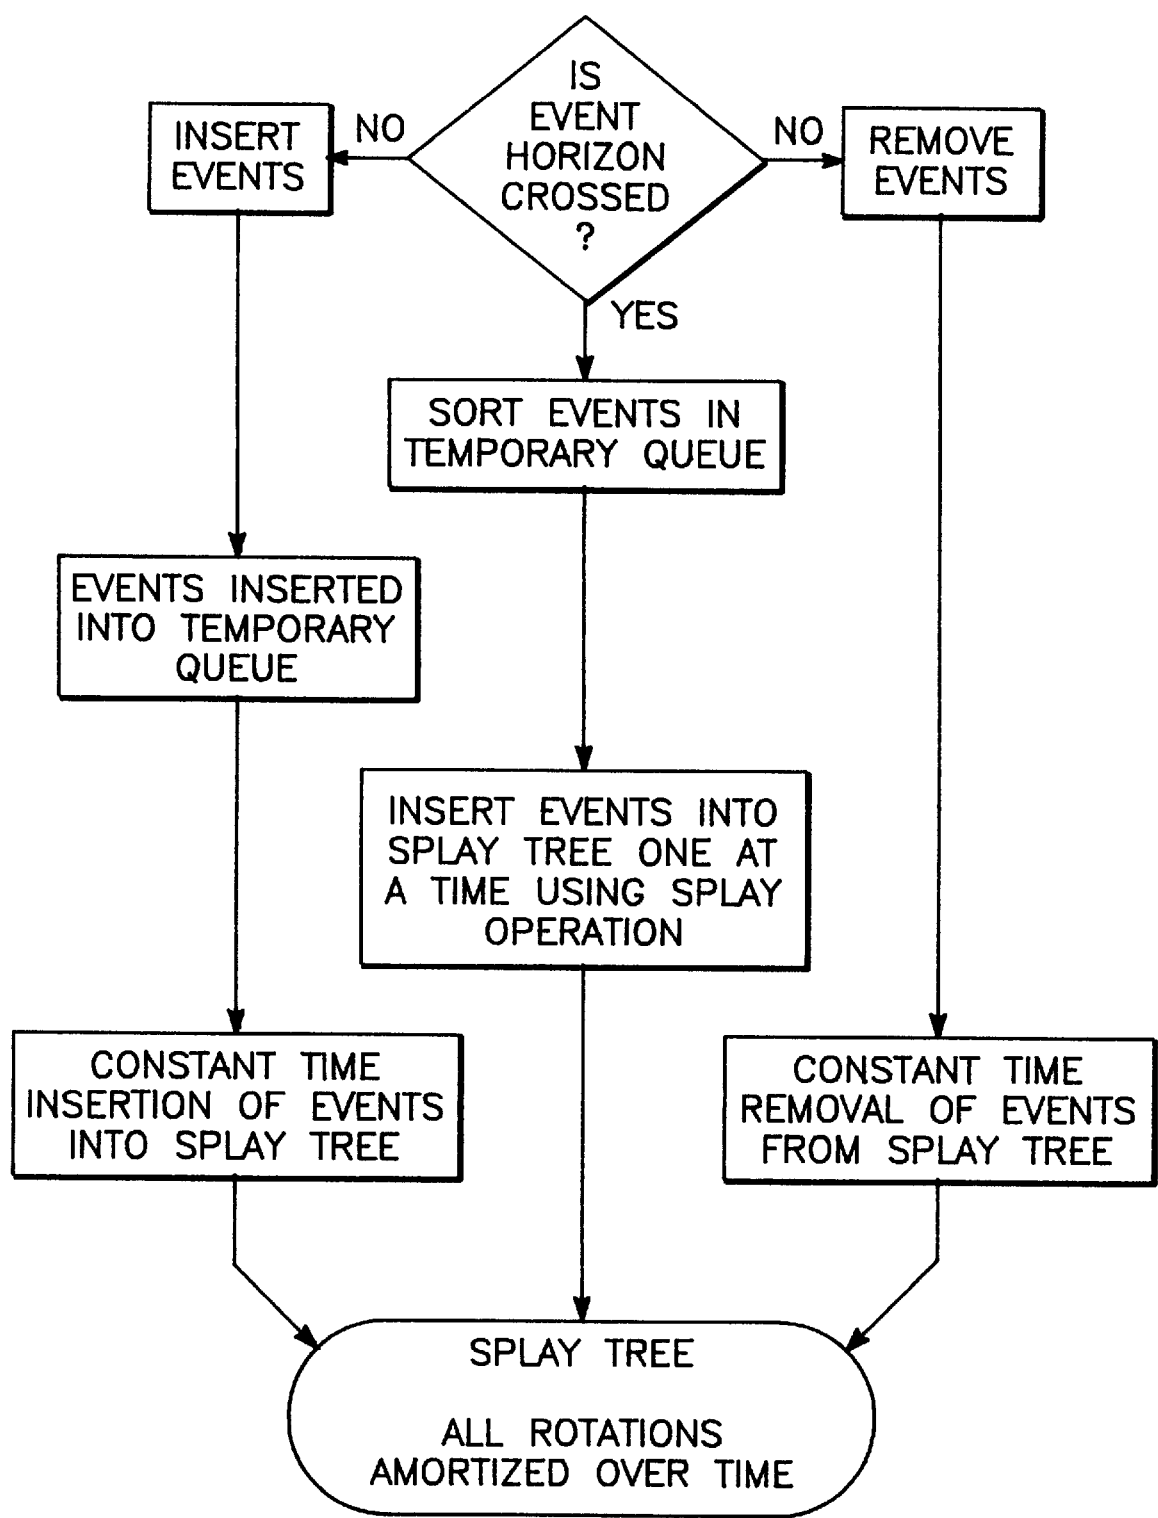 IS
EVENT
HORIZON
CROSSED
?
NO
INSERT
EVENTS
NO
REMOVE
EVENTS
YES
SORT EVENTS IN
TEMPORARY QUEUE
EVENTS INSERTED
INTO TEMPORARY
QUEUE
INSERT EVENTS INTO
SPLAY TREE ONE AT
A TIME USING SPLAY
OPERATION
CONSTANT TIME
INSERTION OF EVENTS
INTO SPLAY TREE
CONSTANT TIME
REMOVAL OF EVENTS
FROM SPLAY TREE
SPLAY TREE
ALL ROTATIONS
AMORTIZED OVER TIME